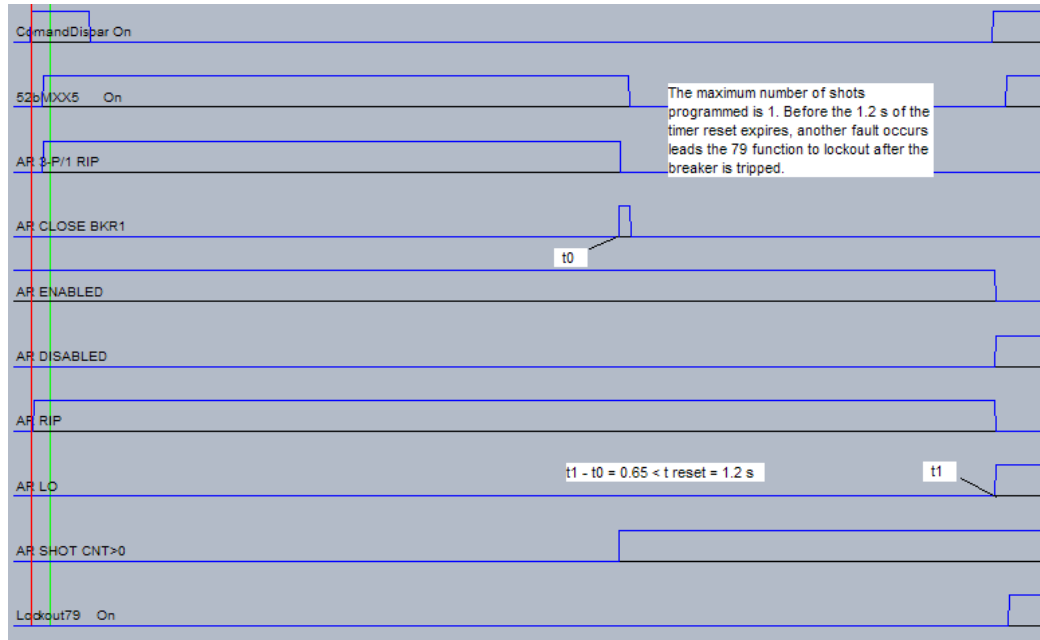 ComandDispar On
52bMXX5 On
The maximum number of shots
programmed is 1. Before the 1.2 s of the
timer reset expires, another fault occurs
leads the 79 function to lockout after the
breaker is tripped.
AR 3-P/1 RIP
AR CLOSE BKR1
t0
AR ENABLED
AR DISABLED
AR RIP
t1 - t0 = 0.65 < t reset = 1.2 s
t1
AR LO
AR SHOT CNT>0
Lockout79 On